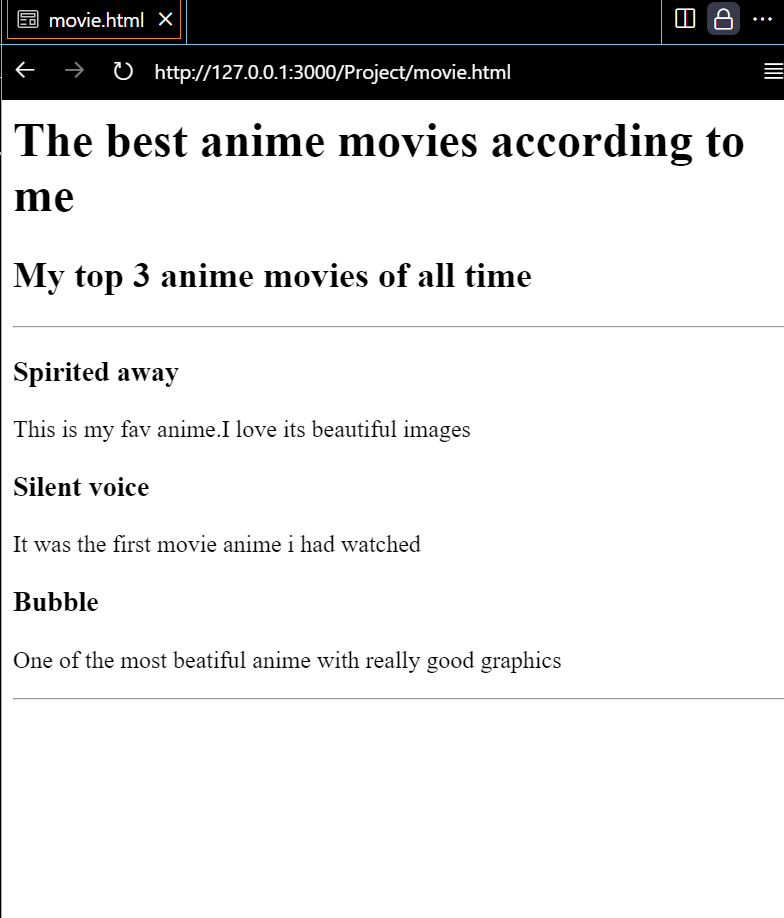 movie.html
http://127.0.0.1:3000/Project/movie.html
The best anime movies according to
me
My top 3 anime movies of all time
Spirited away
This is my fav anime.I love its beautiful images
Silent voice
It was the first movie anime i had watched
Bubble
One of the most beatiful anime with really good graphics